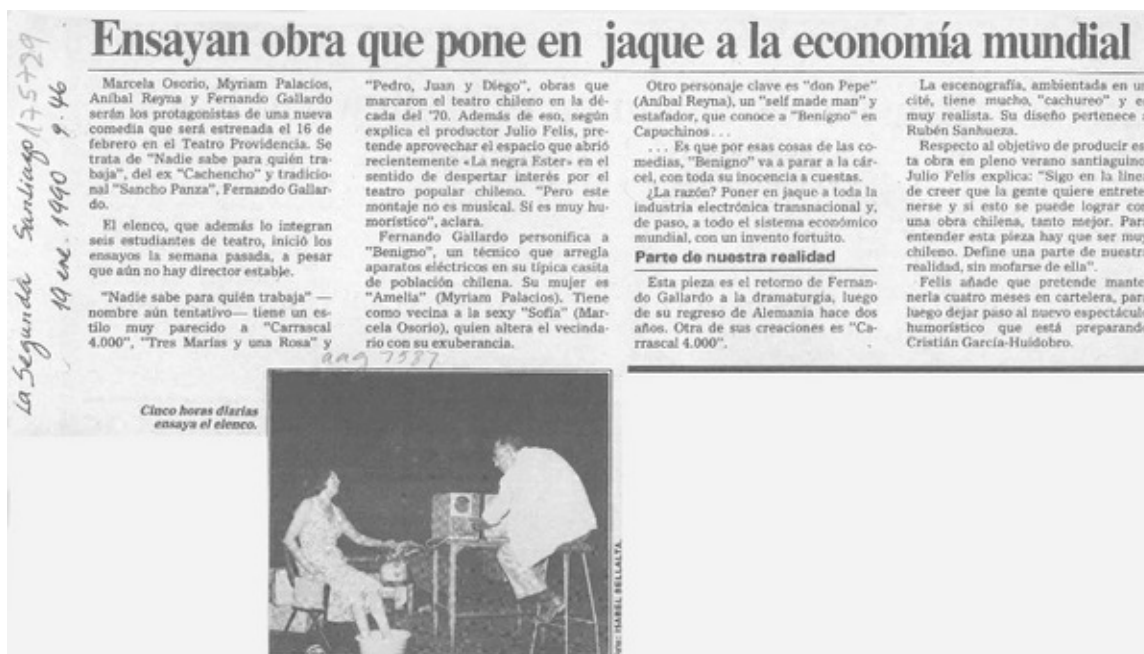 Ensayan obra que pone en jaque a la economía mundial
Marcela Osorio, Myriam Palacios,
Aníbal Reyna y Fernando Gallardo
serán los protagonistas de una nueva
comedia que será estrenada el 16 de
febrero en el Teatro Providencia. Se
trata de "Nadie sabe para quién tra-
baja", del ex "Cachencho" y tradicio-
nal "Sancho Panza", Fernando Gallar-
do.
El elenco, que además lo integran
seis estudiantes de teatro, inició los
ensayos la semana pasada, a pesar
que aún no hay director estable.
"Nadie sabe para quién trabaja" —
nombre aún tentativo— tiene un es-
tilo muy parecido a "Carrascal
4.000", "Tres Marías y una Rosa" y
"Pedro, Juan y Diego", obras que
marcaron el teatro chileno en la dé-
cada del '70. Además de eso, según
explica el productor Julio Felis, pre-
tende aprovechar el espacio que abrió
recientemente «La negra Ester» en el
sentido de despertar interés por el
teatro popular chileno. "Pero este
montaje no es musical. Sí es muy hu-
morístico", aclara.
Fernando Gallardo personifica a
"Benigno", un técnico que arregla
aparatos eléctricos en su típica casita
de población chilena. Su mujer es
"Amelia" (Myriam Palacios). Tiene
como vecina a la sexy "Sofía" (Mar-
cela Osorio), quien altera el vecinda-
rio con su exuberancia.
Otro personaje clave es "don Pepe"
(Aníbal Reyna), un "self made man" y
estafador, que conoce a "Benigno" en
Capuchinos...
... Es que por esas cosas de las co-
medias, "Benigno" va a parar a la cár-
cel, con toda su inocencia a cuestas.
¿La razón? Poner en jaque a toda la
industria electrónica transnacional y,
de paso, a todo el sistema económico
mundial, con un invento fortuito.
Parte de nuestra realidad
Esta pieza es el retorno de Fernan-
do Gallardo a la dramaturgia, luego
de su regreso de Alemania hace dos
años. Otra de sus creaciones es "Ca-
rrascal 4.000".
La escenografía, ambientada en un
cité, tiene mucho, "cachureo" y e
muy realista. Su diseño pertenece a
Rubén Sanhueza.
Respecto al objetivo de producir es
ta obra en pleno verano santiaguino
Julio Felis explica: "Sigo en la línea
de creer que la gente quiere entrete
nerse y si esto se puede lograr con
una obra chilena, tanto mejor. Para
entender esta pieza hay que ser muy
chileno. Define una parte de nuestra
realidad, sin mofarse de ella".
Felis añade que pretende mante
nerla cuatro meses en cartelera, para
luego dejar paso al nuevo espectáculo
humorístico que está preparando
Cristián García-Huidobro.
La Segunda Santiago 175729
19 ene. 1990 p. 46
aag 7587
Cinco horas diarias
ensaya el elenco.
ISABEL BELLALTA.